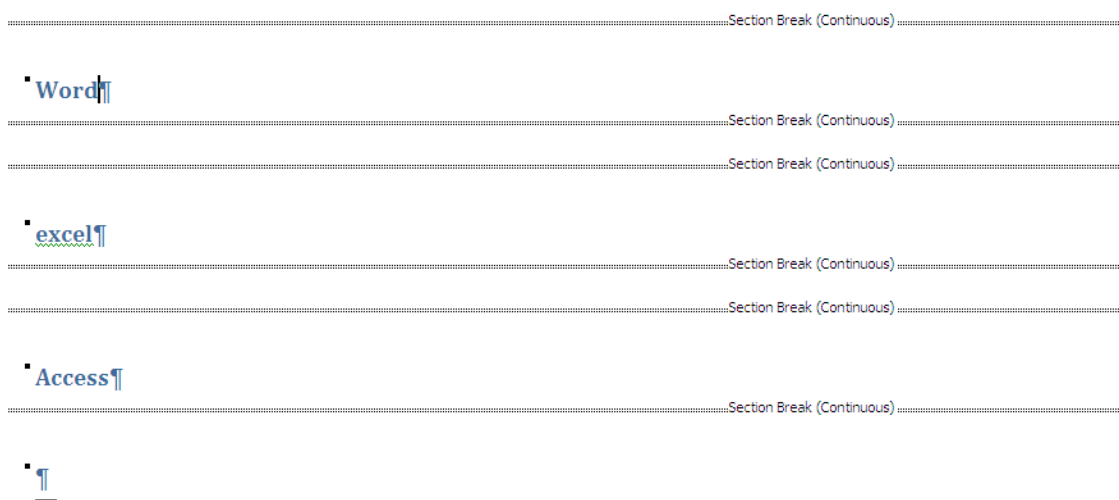 Section Break (Continuous)
Word¶
Section Break (Continuous)
Section Break (Continuous)
excel¶
Section Break (Continuous)
Section Break (Continuous)
Access¶
Section Break (Continuous)
¶